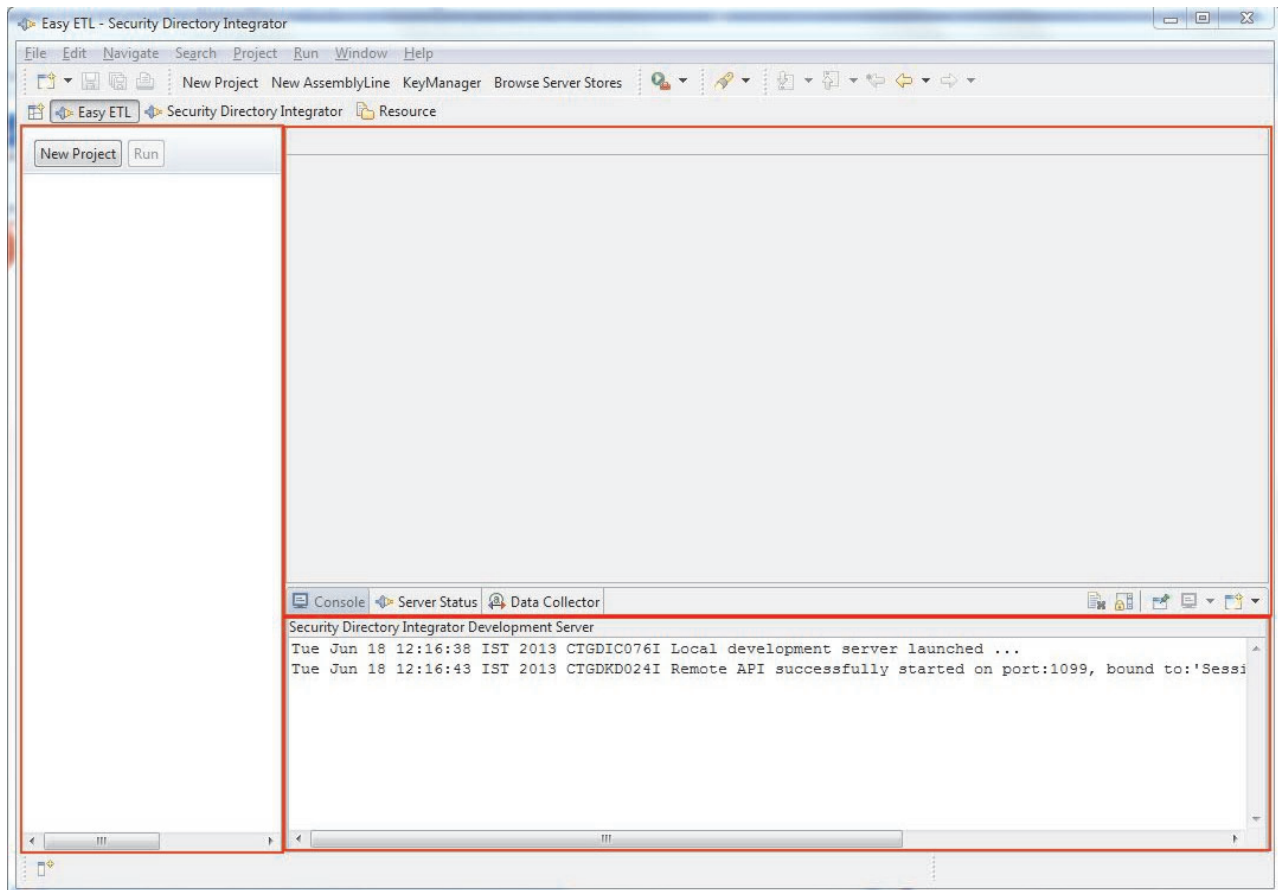 Easy ETL - Security Directory Integrator
File Edit Navigate Search Project Run Window Help
New Project New AssemblyLine KeyManager Browse Server Stores
Easy ETL Security Directory Integrator Resource
New Project Run
Console Server Status Data Collector
Security Directory Integrator Development Server
Tue Jun 18 12:16:38 IST 2013 CTGDIC076I Local development server launched ...
Tue Jun 18 12:16:43 IST 2013 CTGDKD024I Remote API successfully started on port:1099, bound to:'Sessi